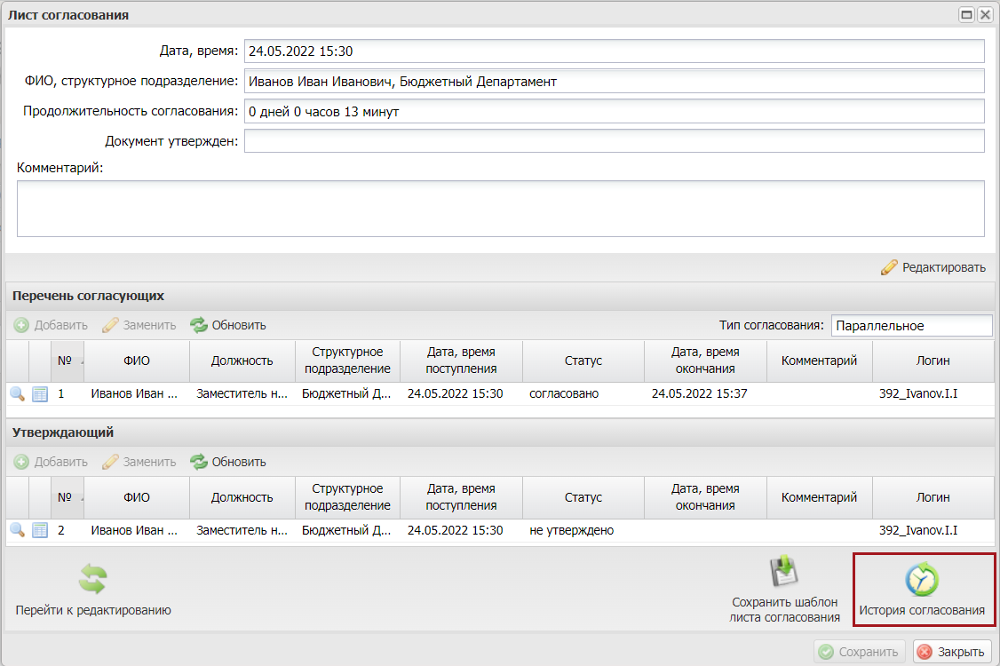 Лист согласования
Дата, время: 24.05.2022 15:30
ФИО, структурное подразделение: Иванов Иван Иванович, Бюджетный Департамент
Продолжительность согласования: 0 дней 0 часов 13 минут
Документ утвержден:
Комментарий:
Редактировать
Перечень согласующих
Добавить Заменить Обновить Тип согласования: Параллельное
№ ФИО Должность Структурное подразделение Дата, время поступления Статус Дата, время окончания Комментарий Логин
1 Иванов Иван ... Заместитель н... Бюджетный Д... 24.05.2022 15:30 согласовано 24.05.2022 15:37 392_Ivanov.I.I
Утверждающий
Добавить Заменить Обновить
№ ФИО Должность Структурное подразделение Дата, время поступления Статус Дата, время окончания Комментарий Логин
2 Иванов Иван ... Заместитель н... Бюджетный Д... 24.05.2022 15:30 не утверждено 392_Ivanov.I.I
Перейти к редактированию
Сохранить шаблон
листа согласования
История согласования
Сохранить Закрыть